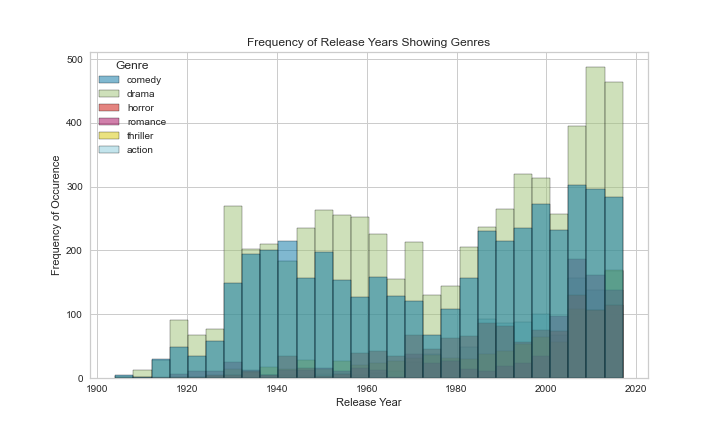 Frequency of Release Years Showing Genres
500
400
300
200
100
0
Frequency of Occurence
Genre
comedy
drama
horror
romance
thriller
action
1900
1920
1940
1960
1980
2000
2020
Release Year